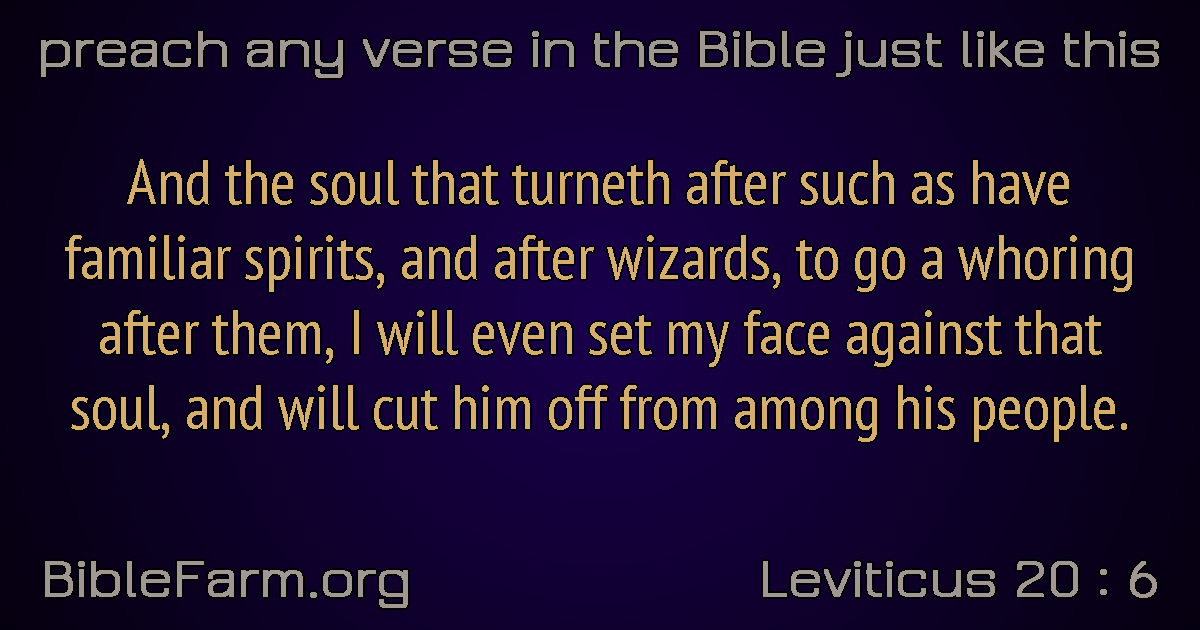 preach any verse in the Bible just like this
And the soul that turneth after such as have
familiar spirits, and after wizards, to go a whoring
after them, I will even set my face against that
soul, and will cut him off from among his people.
BibleFarm.org
Leviticus 20 : 6